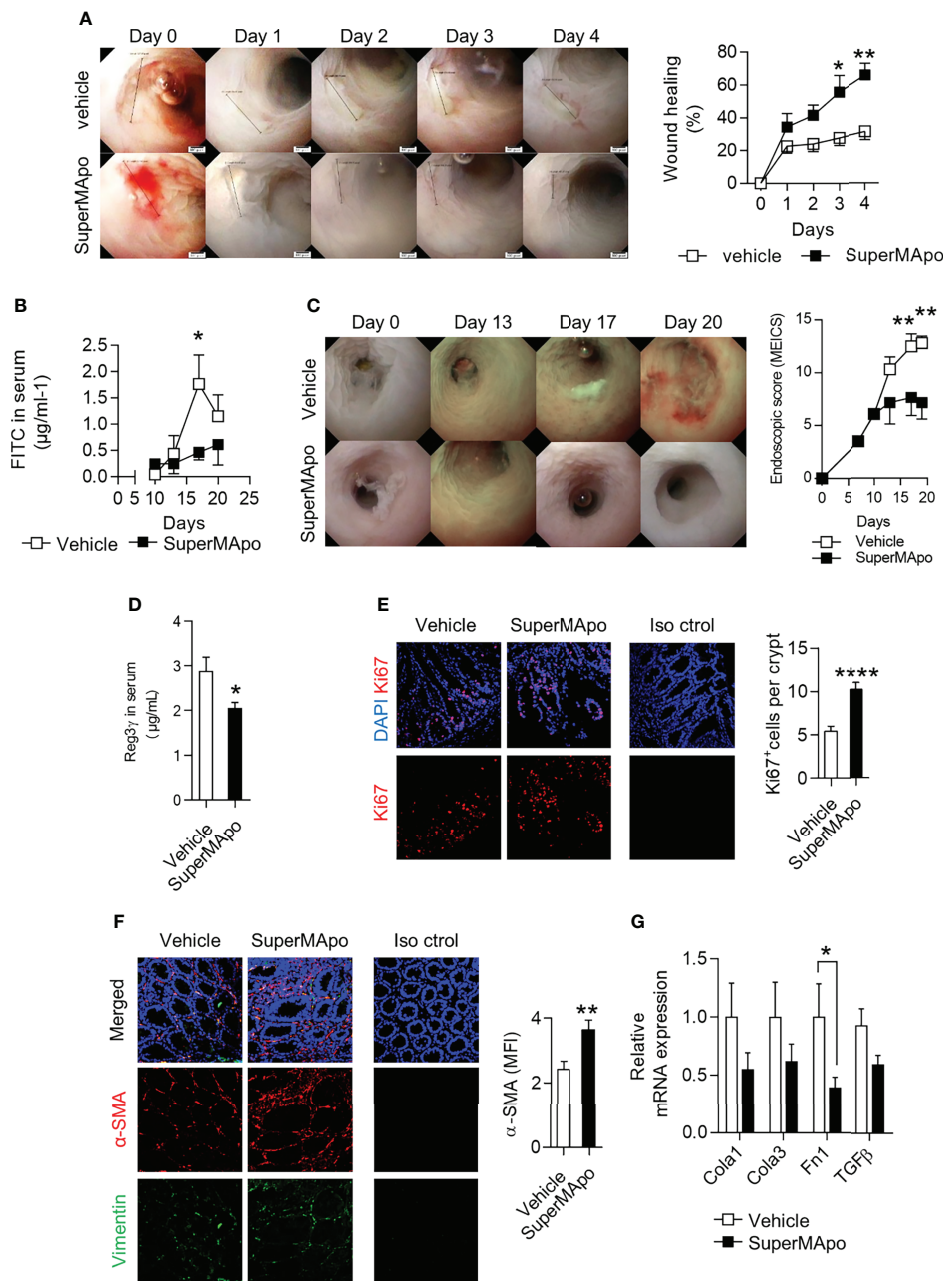 A
Day 0 Day 1 Day 2 Day 3 Day 4
vehicle
SuperMApo
Wound healing
(%)
80
60
40
20
0
* **
0 1 2 3 4
Days
vehicle SuperMApo
B
FITC in serum
(µg/ml-1)
2.5
2.0
1.5
1.0
0.5
0.0
*
0 5 10 15 20 25
Days
Vehicle SuperMApo
C
Day 0 Day 13 Day 17 Day 20
Vehicle
SuperMApo
Endoscopic score (MEICS)
15
10
5
0
** **
0 5 10 15 20
Days
Vehicle
SuperMApo
D
Reg3γ in serum
(µg/mL)
4
3
2
1
0
*
Vehicle
SuperMApo
E
Vehicle SuperMApo Iso ctrol
DAPI Ki67
Ki67
Ki67+cells per crypt
15
10
5
0
****
Vehicle
SuperMApo
F
Vehicle SuperMApo Iso ctrol
Merged
α-SMA
Vimentin
α-SMA (MFI)
4
2
0
**
Vehicle
SuperMApo
G
Relative
mRNA expression
1.5
1.0
0.5
0.0
*
Cola1 Cola3 Fn1 TGFβ
Vehicle
SuperMApo